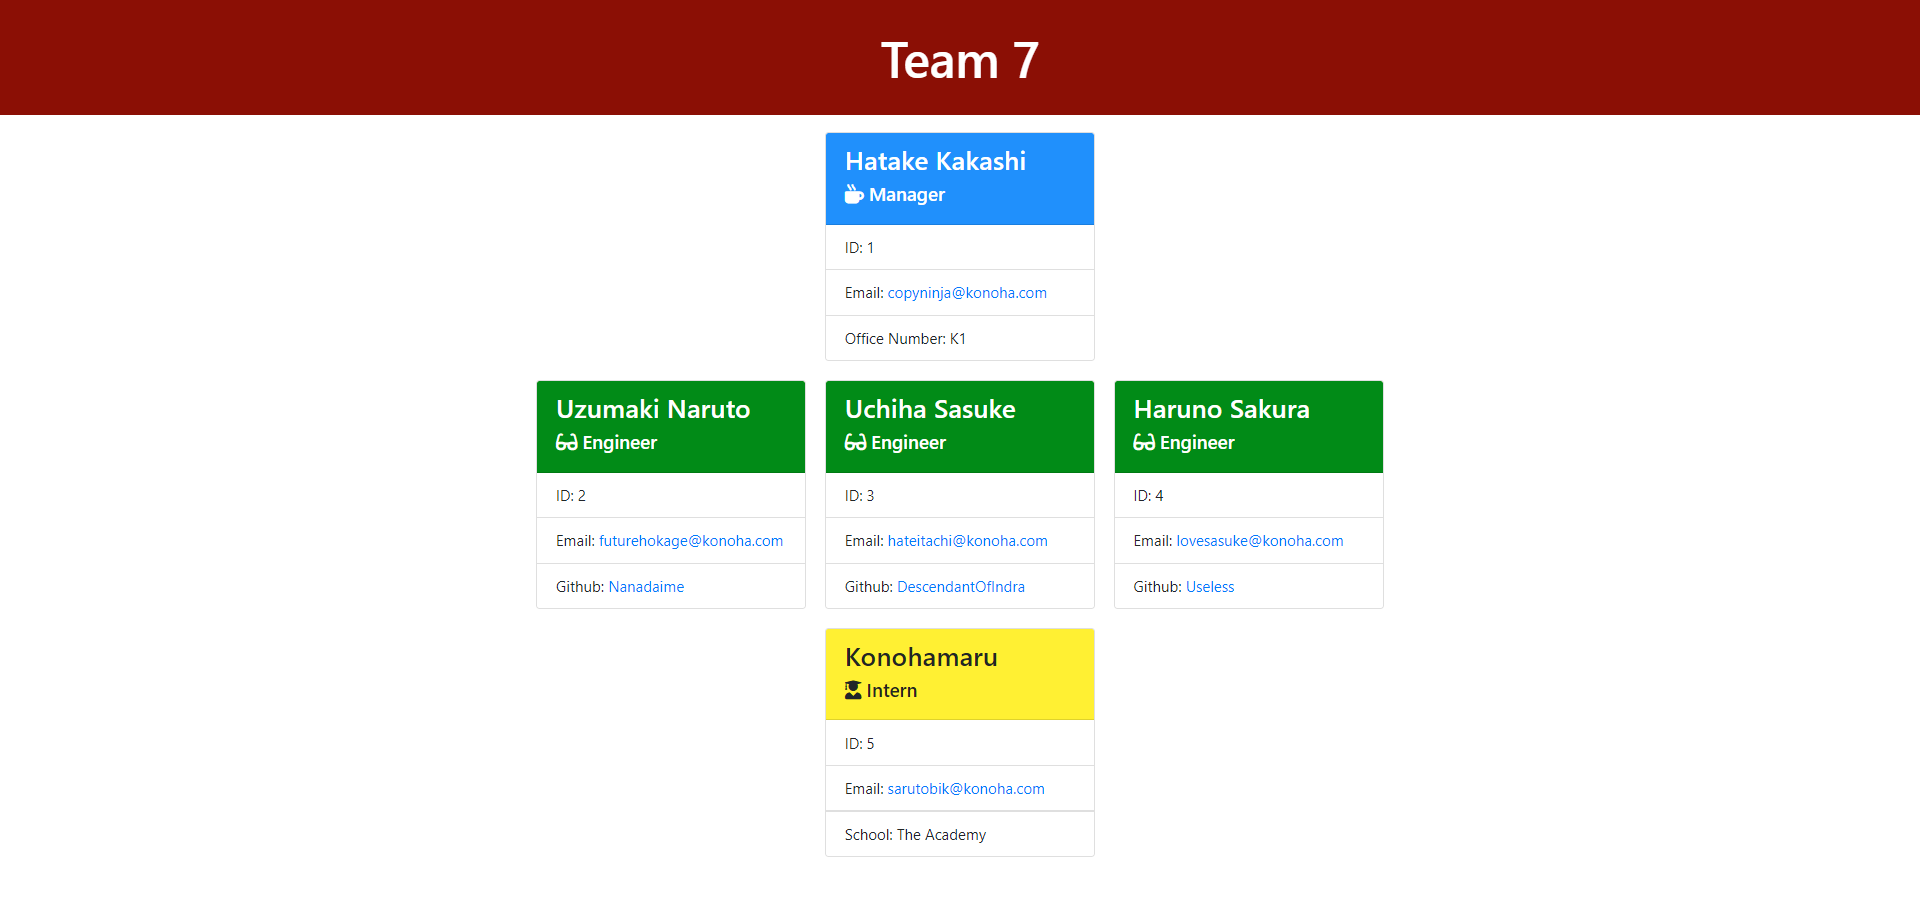 Team 7
Hatake Kakashi
Manager
ID: 1
Email: copyninja@konoha.com
Office Number: K1
Uzumaki Naruto
Engineer
ID: 2
Email: futurehokage@konoha.com
Github: Nanadaime
Uchiha Sasuke
Engineer
ID: 3
Email: hateitachi@konoha.com
Github: DescendantOfIndra
Haruno Sakura
Engineer
ID: 4
Email: lovesasuke@konoha.com
Github: Useless
Konohamaru
Intern
ID: 5
Email: sarutobik@konoha.com
School: The Academy